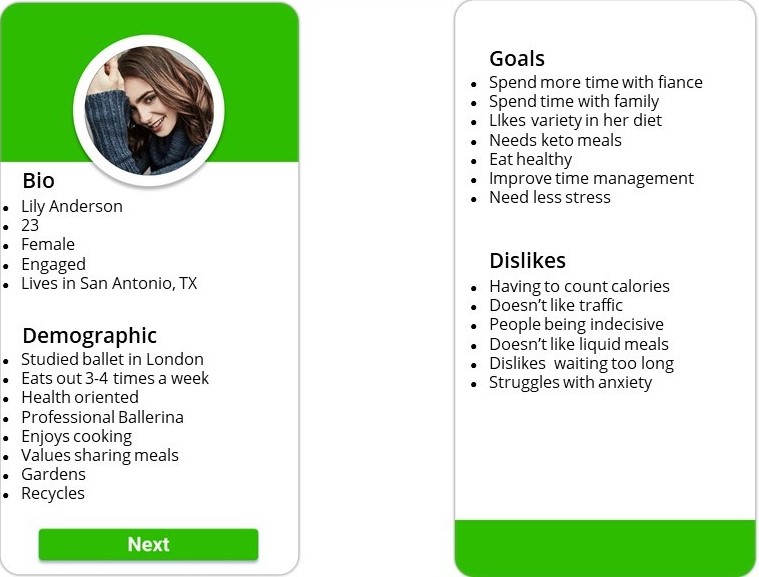 Bio
Lily Anderson
23
Female
Engaged
Lives in San Antonio, TX
Demographic
Studied ballet in London
Eats out 3-4 times a week
Health oriented
Professional Ballerina
Enjoys cooking
Values sharing meals
Gardens
Recycles
Next
Goals
Spend more time with fiance
Spend time with family
LIkes variety in her diet
Needs keto meals
Eat healthy
Improve time management
Need less stress
Dislikes
Having to count calories
Doesn’t like traffic
People being indecisive
Doesn’t like liquid meals
Dislikes  waiting too long
Struggles with anxiety